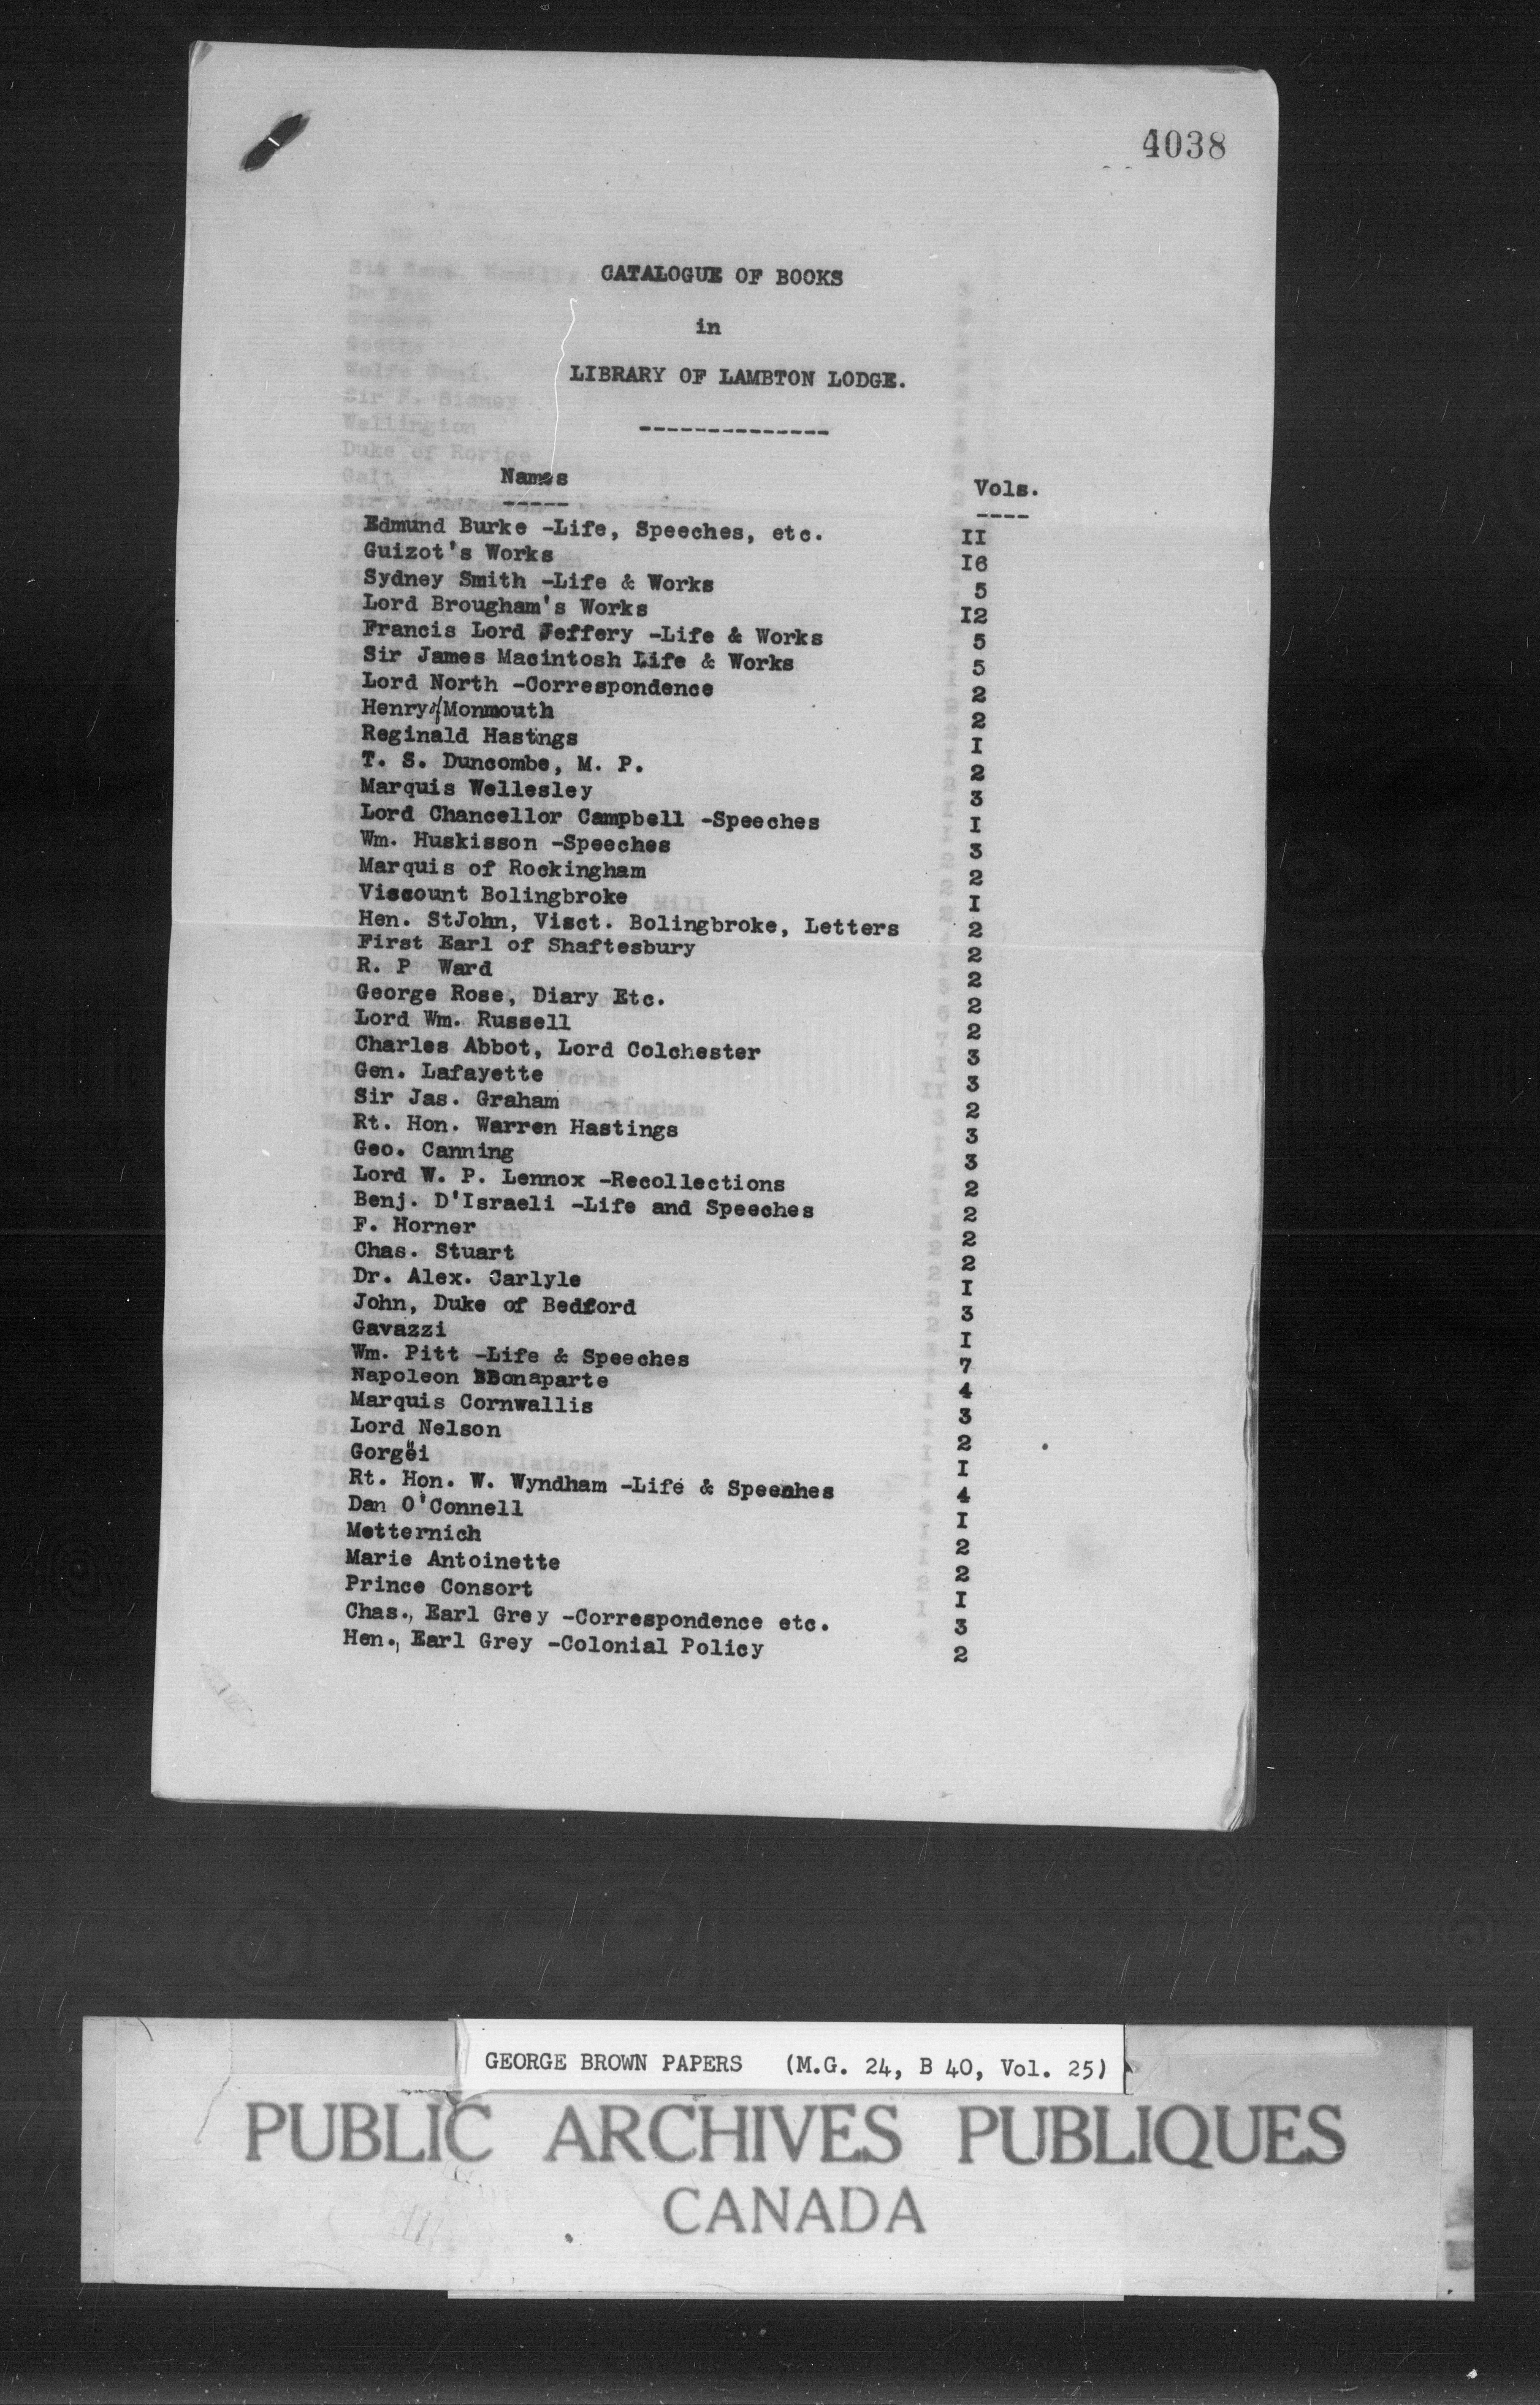 4038
CATALOGUE OF BOOKS
in
LIBRARY OF LAMBTON LODGE.
--------------
Names Vols.
----- ----
Edmund Burke -Life, Speeches, etc. II
Guizot's Works I6
Sydney Smith -Life & Works 5
Lord Brougham's Works I2
Francis Lord Jeffery -Life & Works 5
Sir James Macintosh Life & Works 5
Lord North -Correspondence 2
Henry of Monmouth 2
Reginald Hastings I
T. S. Duncombe, M. P. 2
Marquis Wellesley 3
Lord Chancellor Campbell -Speeches I
Wm. Huskisson -Speeches 3
Marquis of Rockingham 2
Viscount Bolingbroke I
Hen. StJohn, Visct. Bolingbroke, Letters 2
First Earl of Shaftesbury 2
R. P Ward 2
George Rose, Diary Etc. 2
Lord Wm. Russell 2
Charles Abbot, Lord Colchester 3
Gen. Lafayette 3
Sir Jas. Graham 2
Rt. Hon. Warren Hastings 3
Geo. Canning 3
Lord W. P. Lennox -Recollections 2
Benj. D'Israeli -Life and Speeches 2
F. Horner 2
Chas. Stuart 2
Dr. Alex. Carlyle I
John, Duke of Bedford 3
Gavazzi I
Wm. Pitt -Life & Speeches 7
Napoleon BBonaparte 4
Marquis Cornwallis 3
Lord Nelson 2
Gorgëi I
Rt. Hon. W. Wyndham -Life & Speenhes 4
Dan O'Connell I
Metternich 2
Marie Antoinette 2
Prince Consort I
Chas., Earl Grey -Correspondence etc. 3
Hen., Earl Grey -Colonial Policy 2
GEORGE BROWN PAPERS (M.G. 24, B 40, Vol. 25)
PUBLIC ARCHIVES PUBLIQUES
CANADA